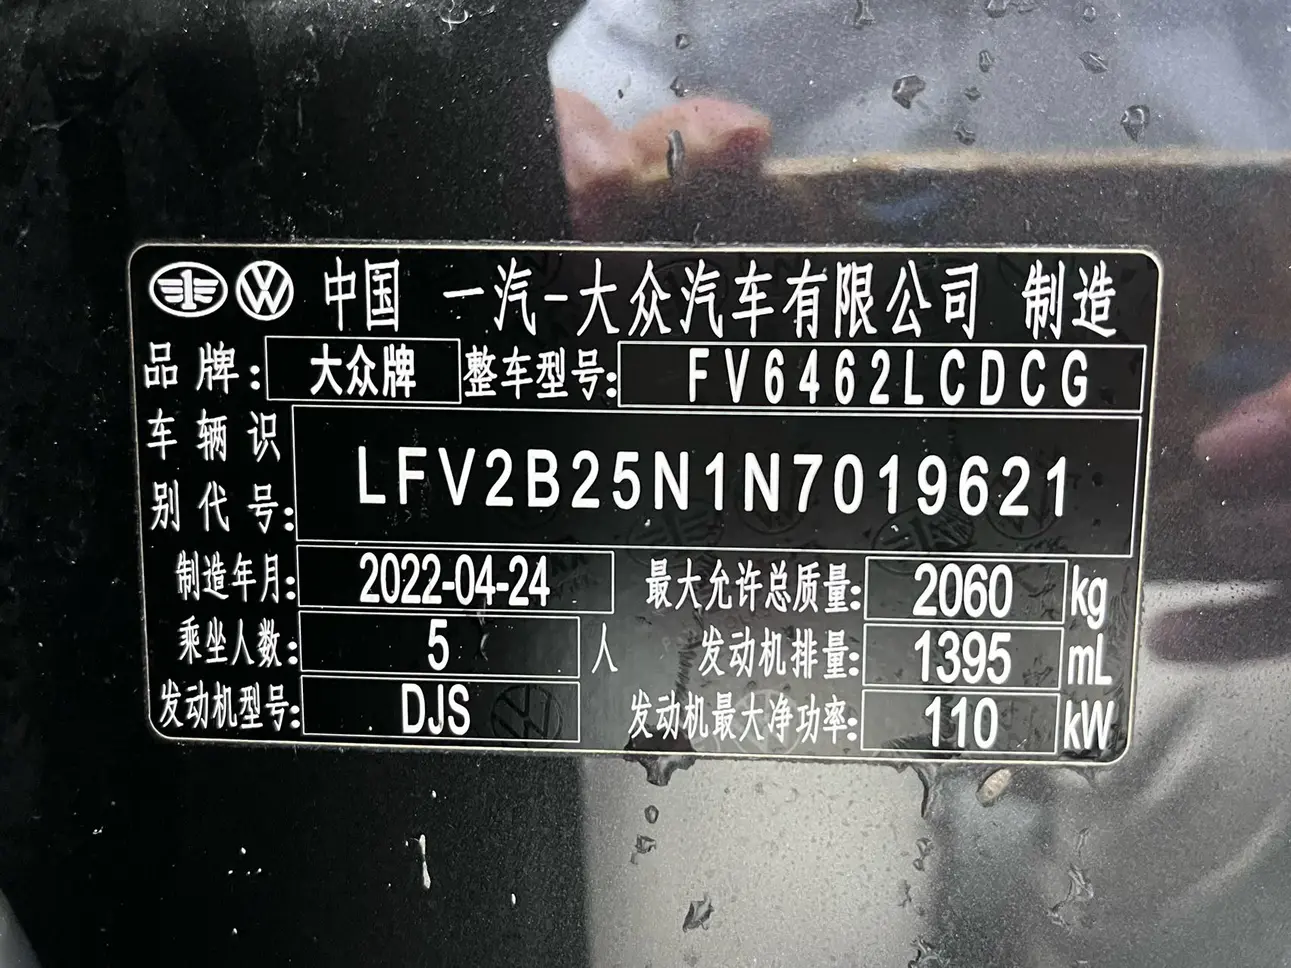 中国 一汽-大众汽车有限公司 制造
品牌: 大众牌 整车型号: FV6462LCDCG
车辆识别代号: LFV2B25N1N7019621
制造年月: 2022-04-24 最大允许总质量: 2060 kg
乘坐人数: 5 人 发动机排量: 1395 mL
发动机型号: DJS 发动机最大净功率: 110 kW